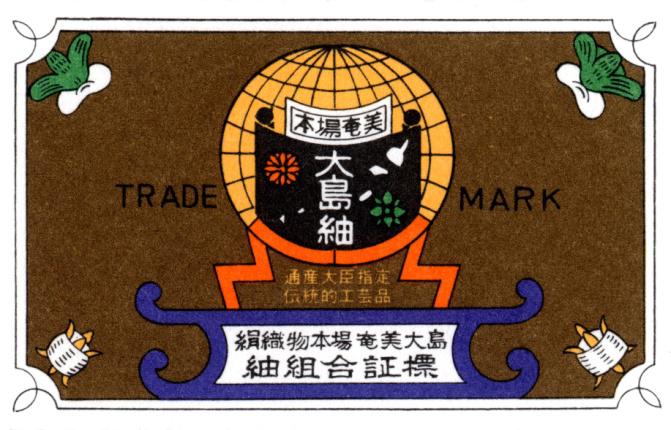 本場奄美
大島紬
TRADE MARK
通産大臣指定
伝統的工芸品
絹織物本場奄美大島
紬組合証標